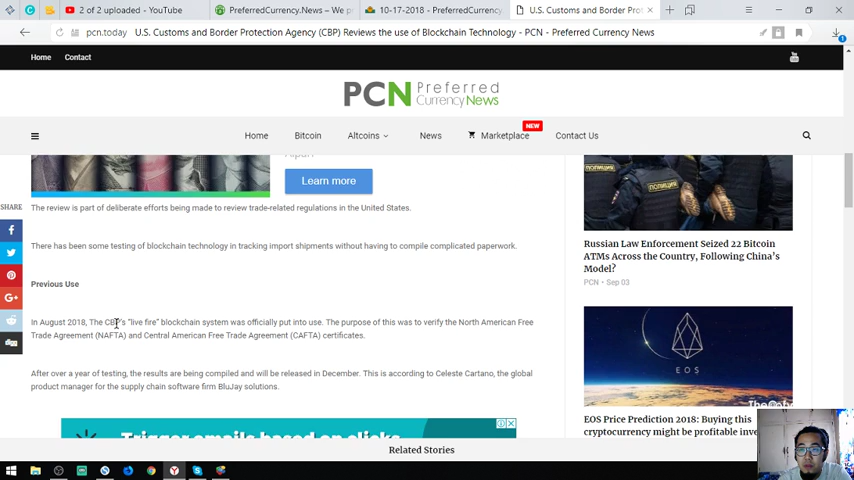 2 of 2 uploaded - YouTube
PreferredCurrency.News – We pr
10-17-2018 - PreferredCurrency.
U.S. Customs and Border Prot
pcn.today
U.S. Customs and Border Protection Agency (CBP) Reviews the use of Blockchain Technology - PCN - Preferred Currency News
Home
Contact
PCN Preferred
Currency News
NEW
Home
Bitcoin
Altcoins
News
Marketplace
Contact Us
Learn more
SHARE
The review is part of deliberate efforts being made to review trade-related regulations in the United States.
There has been some testing of blockchain technology in tracking import shipments without having to compile complicated paperwork.
Previous Use
In August 2018, The CBP's "live fire" blockchain system was officially put into use. The purpose of this was to verify the North American Free
Trade Agreement (NAFTA) and Central American Free Trade Agreement (CAFTA) certificates.
After over a year of testing, the results are being compiled and will be released in December. This is according to Celeste Cartano, the global
product manager for the supply chain software firm BluJay solutions.
Trigger emails based on clicks
ПОЛИЦИЯ
Russian Law Enforcement Seized 22 Bitcoin
ATMs Across the Country, Following China's
Model?
PCN - Sep 03
EOS
EOS Price Prediction 2018: Buying this
cryptocurrency might be profitable inve
Related Stories